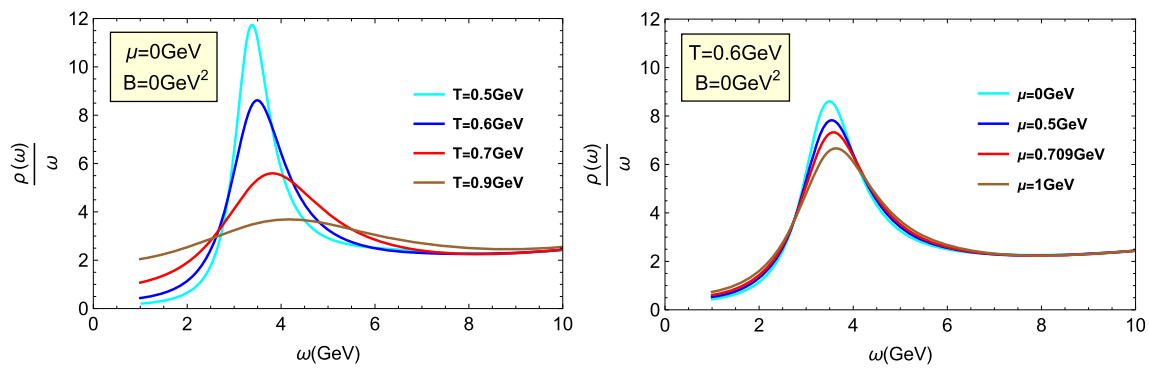 μ=0GeV
B=0GeV²
T=0.5GeV
T=0.6GeV
T=0.7GeV
T=0.9GeV
ρ(ω)
ω
12
10
8
6
4
2
0
0 2 4 6 8 10
ω(GeV)
T=0.6GeV
B=0GeV²
μ=0GeV
μ=0.5GeV
μ=0.709GeV
μ=1GeV
ρ(ω)
ω
12
10
8
6
4
2
0
0 2 4 6 8 10
ω(GeV)